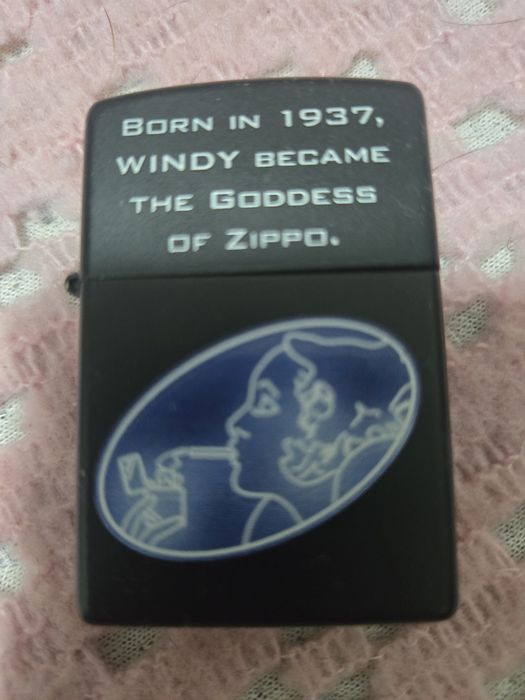 BORN IN 1937,
WINDY BECAME
THE GODDESS
OF ZIPPO.